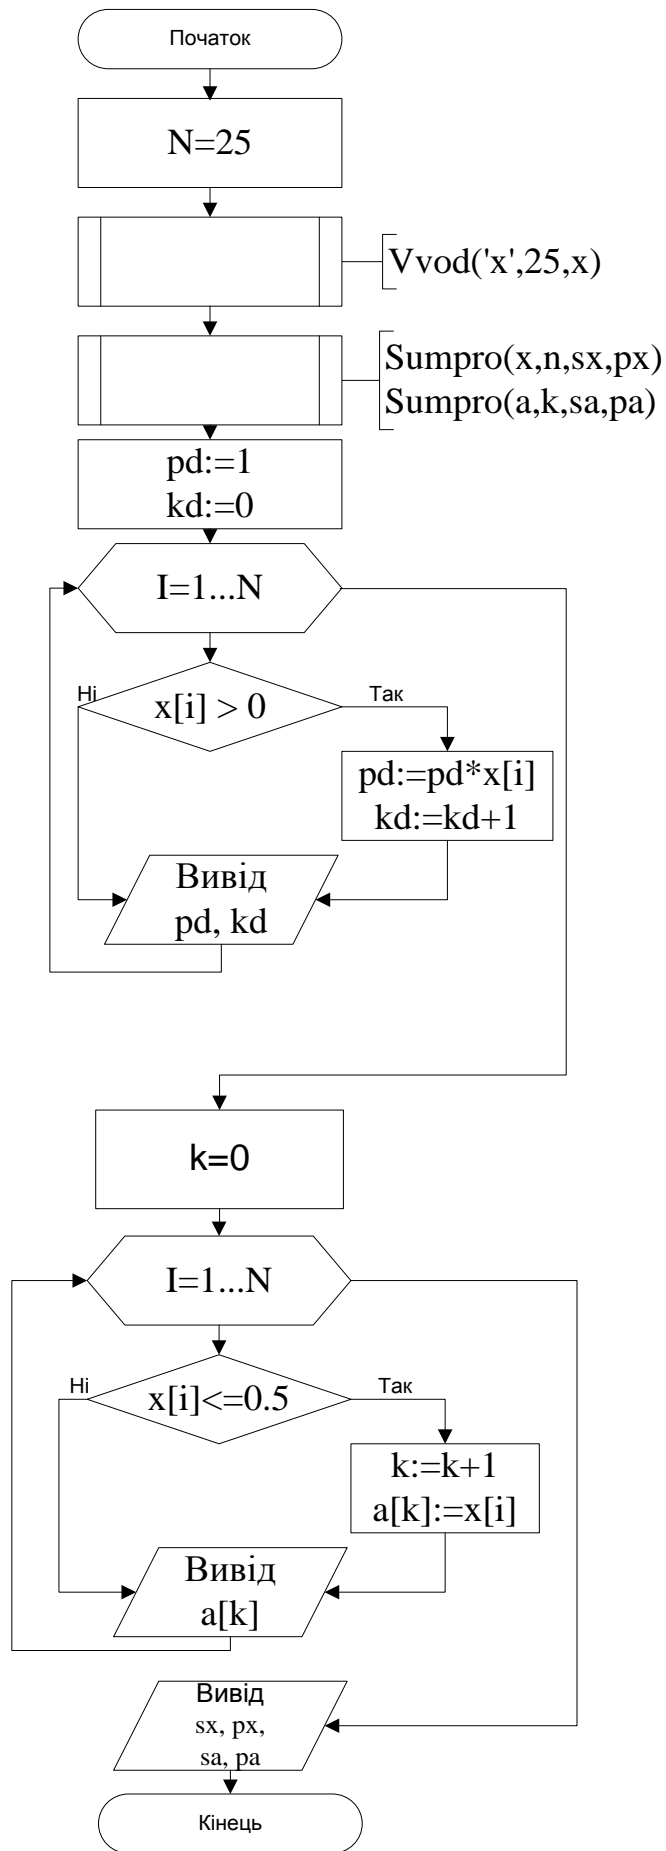 Початок
N=25
Vvod('x',25,x)
Sumpro(x,n,sx,px)
Sumpro(a,k,sa,pa)
pd:=1
kd:=0
I=1...N
Ні
x[i] > 0
Так
pd:=pd*x[i]
kd:=kd+1
Вивід
pd, kd
k=0
I=1...N
Ні
x[i]<=0.5
Так
k:=k+1
a[k]:=x[i]
Вивід
a[k]
Вивід
sx, px,
sa, pa
Кінець